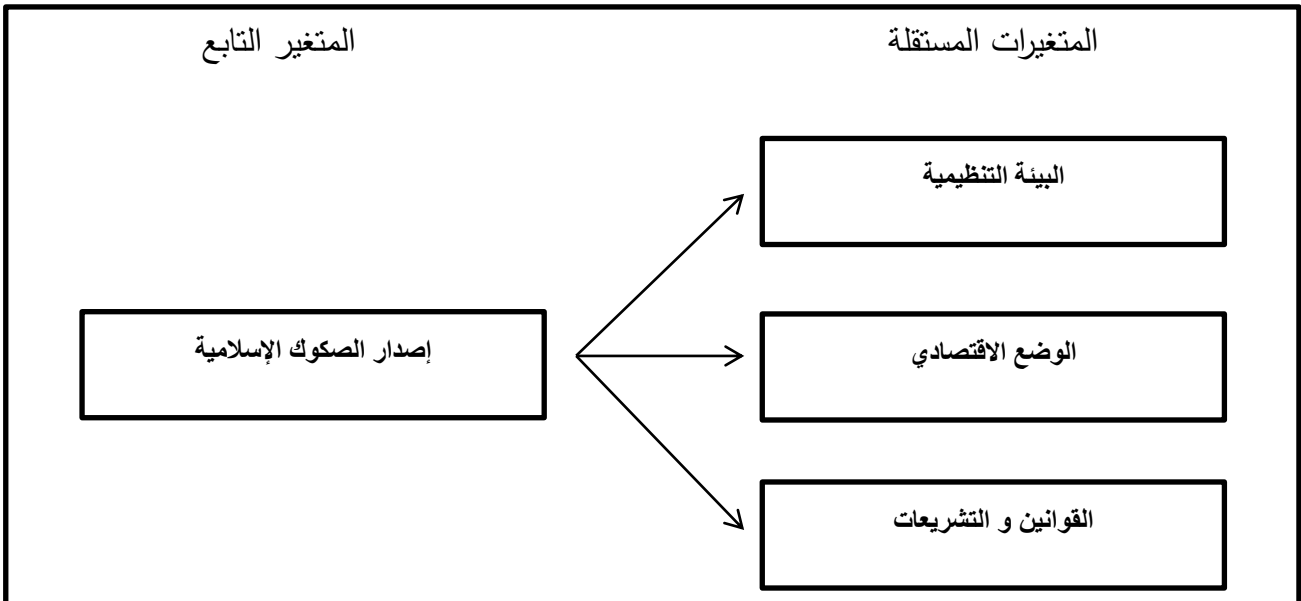 المتغيرات المستقلة
المتغير التابع
البيئة التنظيمية
الوضع الاقتصادي
إصدار الصكوك الإسلامية
القوانين و التشريعات